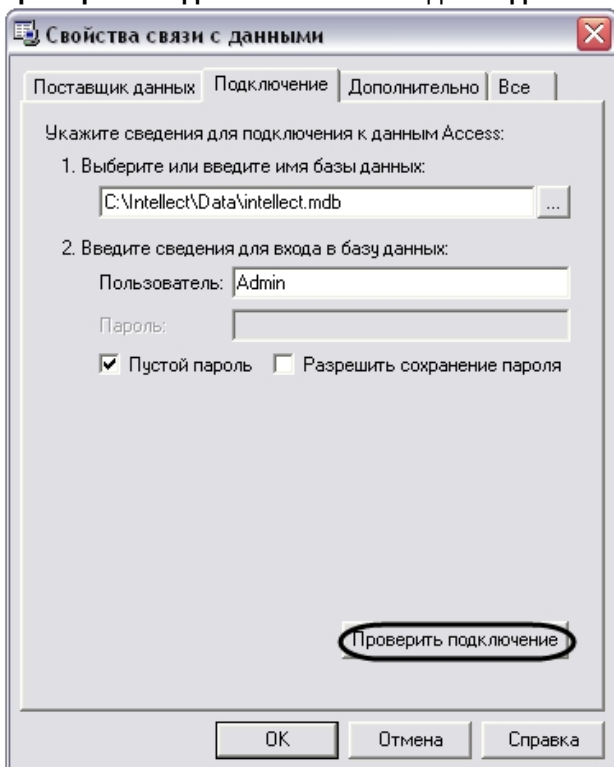 Свойства связи с данными
Поставщик данных Подключение Дополнительно Все
Укажите сведения для подключения к данным Access:
1. Выберите или введите имя базы данных:
C:\Intellect\Data\intellect.mdb ...
2. Введите сведения для входа в базу данных:
Пользователь: Admin
Пароль:
Пустой пароль Разрешить сохранение пароля
Проверить подключение
OK Отмена Справка